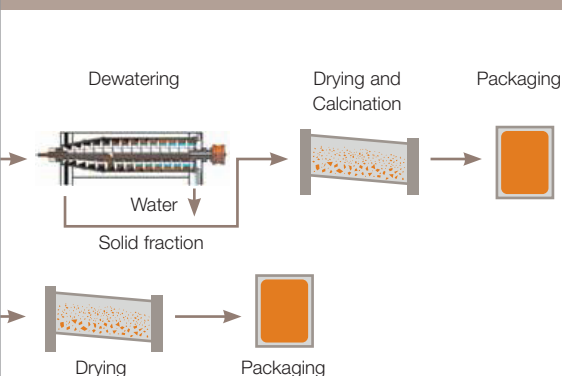 Dewatering
Drying and
Calcination
Packaging
Water
Solid fraction
Drying
Packaging